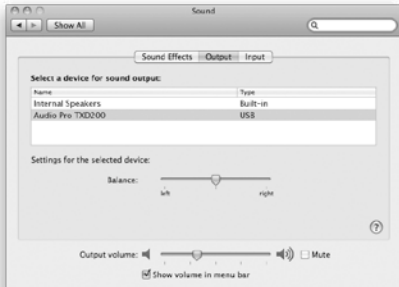 Sound
Show All
Sound Effects Output Input
Select a device for sound output:
Name Type
Internal Speakers Built-in
Audio Pro TXD200 USB
Settings for the selected device:
Balance:
left right
?
Output volume: Mute
Show volume in menu bar